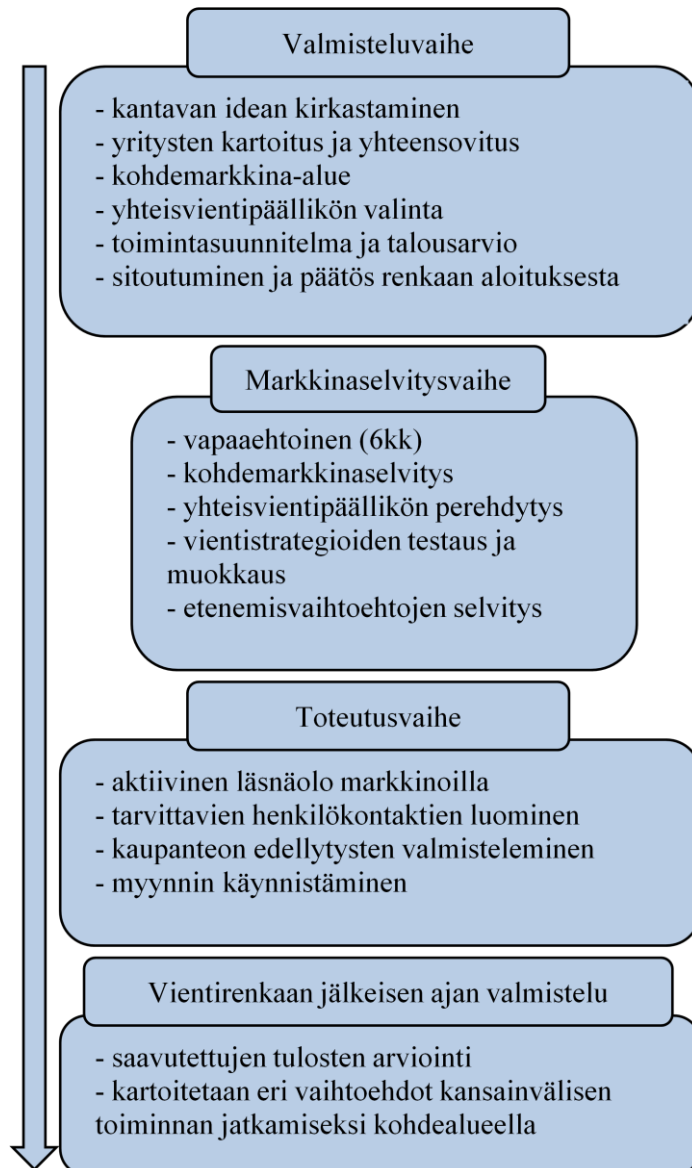 Valmisteluvaihe
- kantavan idean kirkastaminen
- yritysten kartoitus ja yhteensovitus
- kohdemarkkina-alue
- yhteisvientipäällikön valinta
- toimintasuunnitelma ja talousarvio
- sitoutuminen ja päätös renkaan aloituksesta
Markkinaselvitysvaihe
- vapaaehtoinen (6kk)
- kohdemarkkinaselvitys
- yhteisvientipäällikön perehdytys
- vientistrategioiden testaus ja
muokkaus
- etenemisvaihtoehtojen selvitys
Toteutusvaihe
- aktiivinen läsnäolo markkinoilla
- tarvittavien henkilökontaktien luominen
- kaupanteon edellytysten valmisteleminen
- myynnin käynnistäminen
Vientirenkaan jälkeisen ajan valmistelu
- saavutettujen tulosten arviointi
- kartoitetaan eri vaihtoehdot kansainvälisen
toiminnan jatkamiseksi kohdealueella